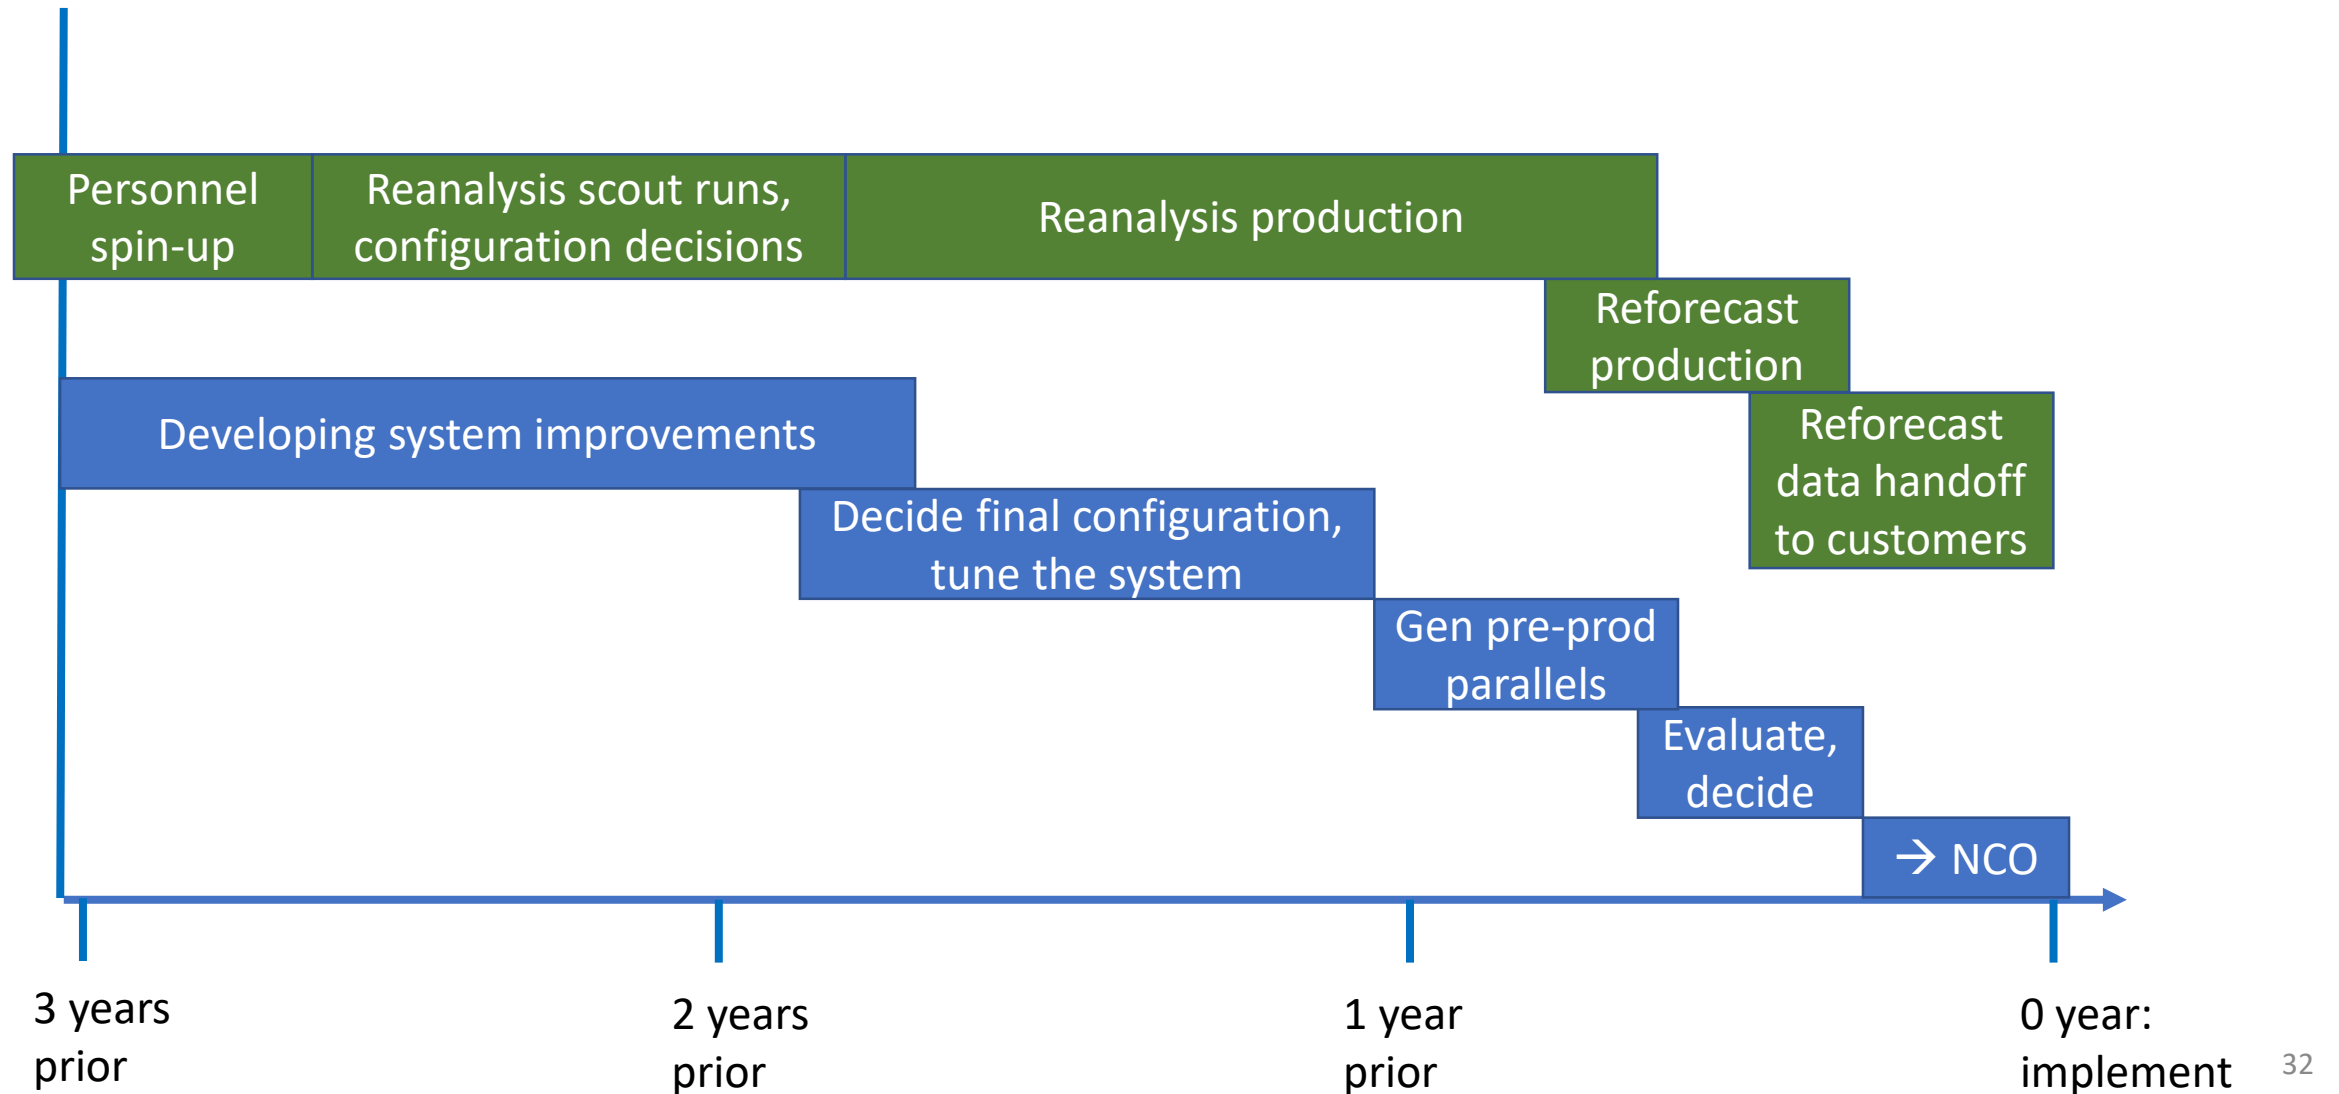 Personnel
spin-up
Reanalysis scout runs,
configuration decisions
Reanalysis production
Reforecast
production
Reforecast
data handoff
to customers
Developing system improvements
Decide final configuration,
tune the system
Gen pre-prod
parallels
Evaluate,
decide
→ NCO
3 years
prior
2 years
prior
1 year
prior
0 year:
implement
32